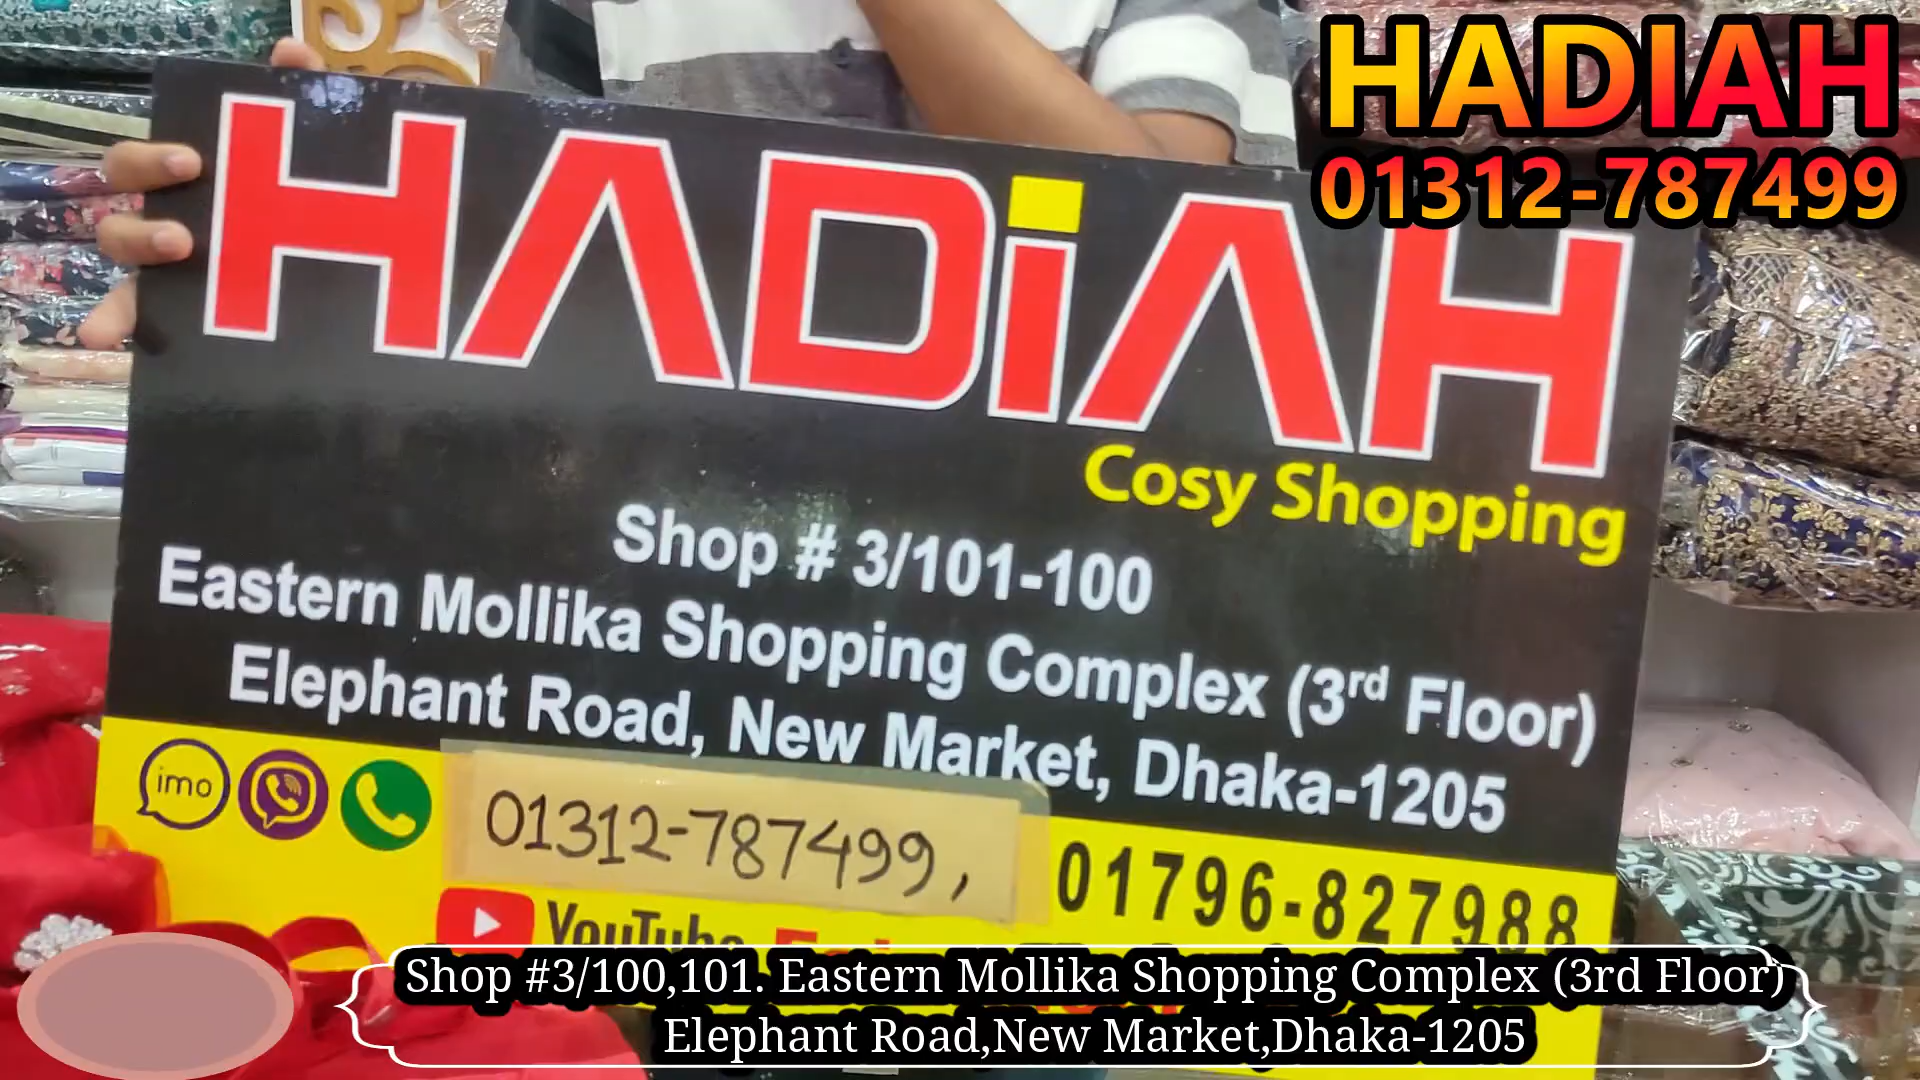 HADIAH
01312-787499
HADiAH
Cosy Shopping
Shop # 3/101-100
Eastern Mollika Shopping Complex (3rd Floor)
Elephant Road, New Market, Dhaka-1205
imo
01312-787499,
01796-827988
YouTube
Shop #3/100,101. Eastern Mollika Shopping Complex (3rd Floor)
Elephant Road,New Market,Dhaka-1205